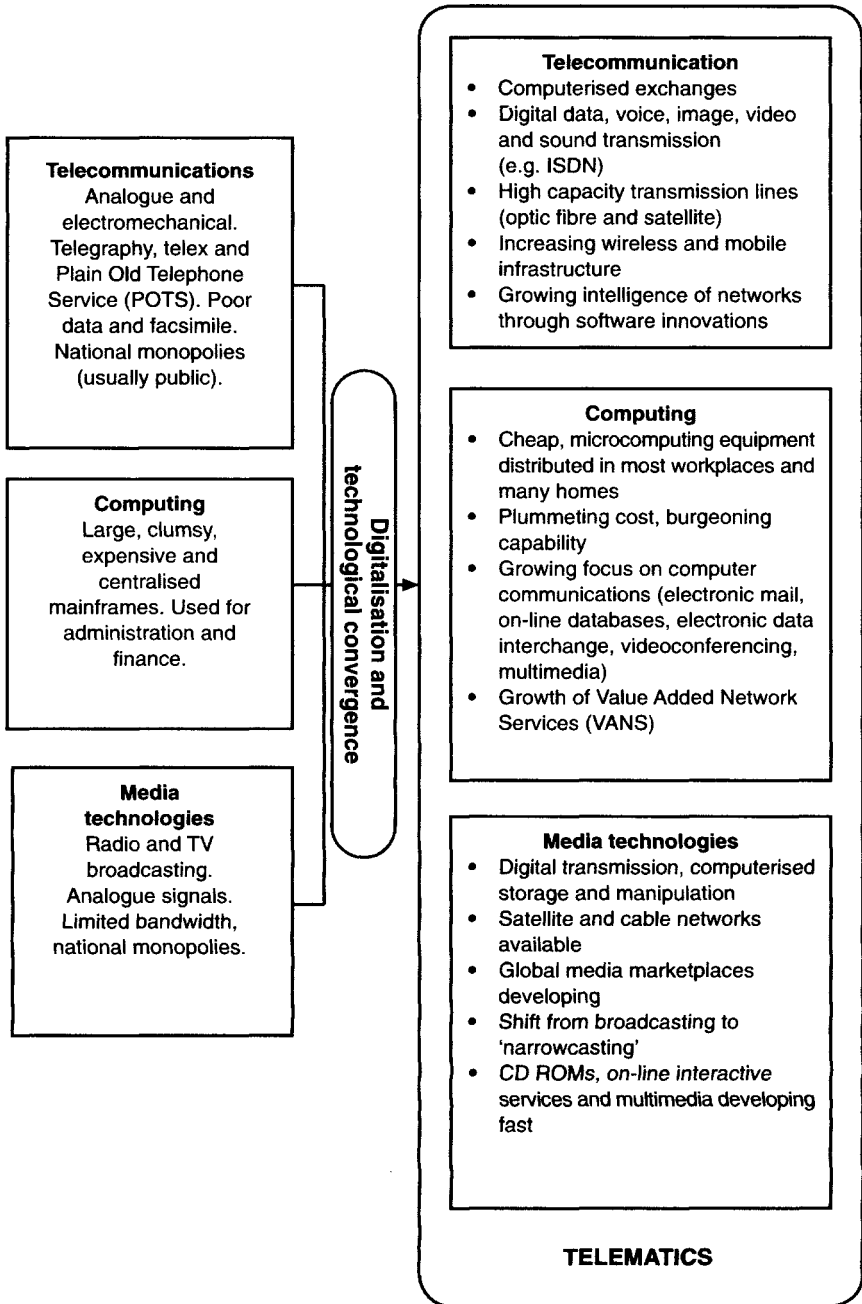 Telecommunications
Analogue and
electromechanical.
Telegraphy, telex and
Plain Old Telephone
Service (POTS). Poor
data and facsimile.
National monopolies
(usually public).
Computing
Large, clumsy,
expensive and
centralised
mainframes. Used for
administration and
finance.
Media
technologies
Radio and TV
broadcasting.
Analogue signals.
Limited bandwidth,
national monopolies.
Digitalisation and
technological convergence
Telecommunication
• Computerised exchanges
• Digital data, voice, image, video
and sound transmission
(e.g. ISDN)
• High capacity transmission lines
(optic fibre and satellite)
• Increasing wireless and mobile
infrastructure
• Growing intelligence of networks
through software innovations
Computing
• Cheap, microcomputing equipment
distributed in most workplaces and
many homes
• Plummeting cost, burgeoning
capability
• Growing focus on computer
communications (electronic mail,
on-line databases, electronic data
interchange, videoconferencing,
multimedia)
• Growth of Value Added Network
Services (VANS)
Media technologies
• Digital transmission, computerised
storage and manipulation
• Satellite and cable networks
available
• Global media marketplaces
developing
• Shift from broadcasting to
‘narrowcasting’
• CD ROMs, on-line interactive
services and multimedia developing
fast
TELEMATICS